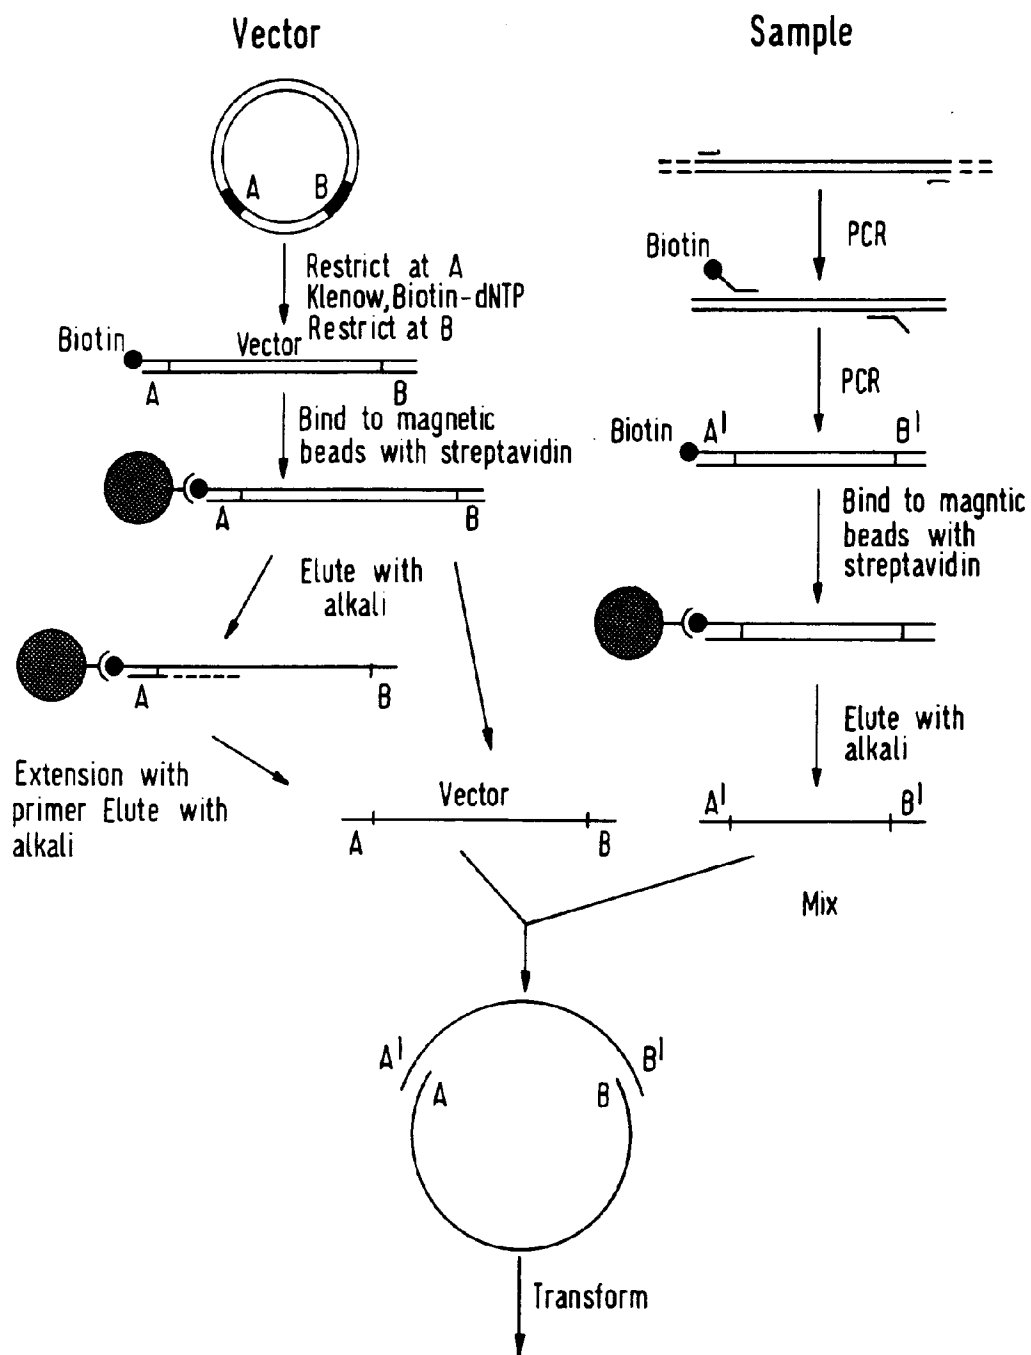 Vector
Sample
A B
Restrict at A
Klenow, Biotin-dNTP
Restrict at B
Biotin
Vector
A
B
Bind to magnetic
beads with streptavidin
A
B
Elute with
alkali
A
B
Extension with
primer Elute with
alkali
Vector
A
B
PCR
Biotin
PCR
Biotin
A' B'
Bind to magntic
beads with
streptavidin
Elute with
alkali
A' B'
Mix
A' B'
A B
Transform